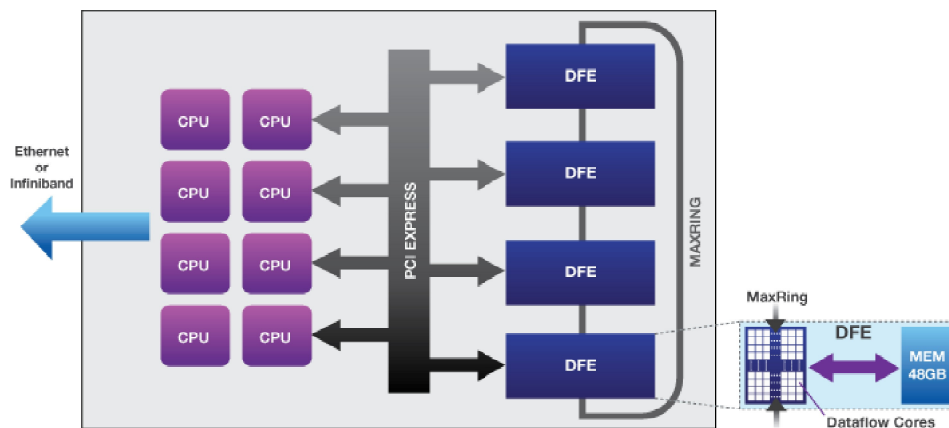 Ethernet
or
Infiniband
CPU CPU
CPU CPU
CPU CPU
CPU CPU
PCI EXPRESS
DFE
DFE
DFE
DFE
MAXRING
MaxRing
DFE
MEM
48GB
Dataflow Cores